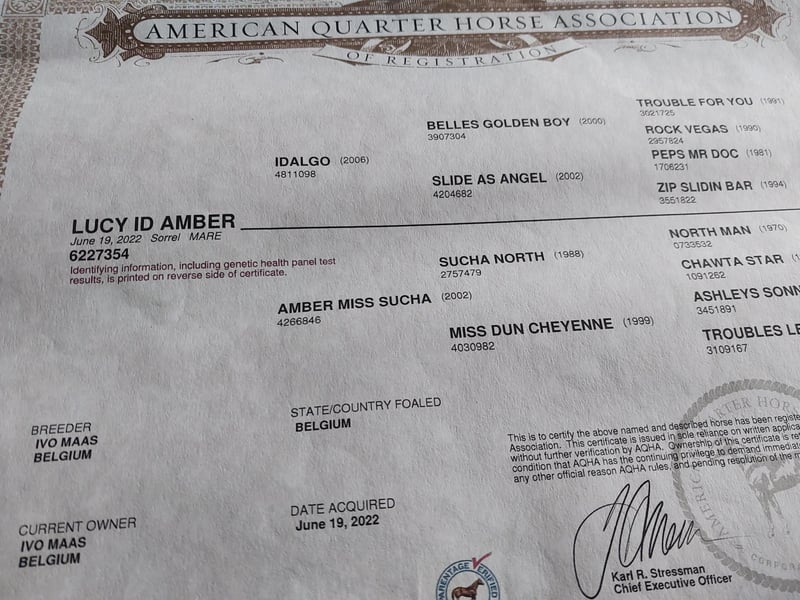 AMERICAN QUARTER HORSE ASSOCIATION
OF REGISTRATION
TROUBLE FOR YOU (1991)
3021725
BELLES GOLDEN BOY (2000)
3907304
ROCK VEGAS (1990)
2957824
IDALGO (2006)
4811098
PEPS MR DOC (1981)
1706231
SLIDE AS ANGEL (2002)
4204682
ZIP SLIDIN BAR (1994)
3551822
LUCY ID AMBER
June 19, 2022 Sorrel MARE
6227354
Identifying information, including genetic health panel test
results, is printed on reverse side of certificate.
NORTH MAN (1970)
0733532
SUCHA NORTH (1988)
2757479
CHAWTA STAR
1091262
AMBER MISS SUCHA (2002)
4266846
ASHLEYS
3451891
MISS DUN CHEYENNE (1999)
4030982
TROUBLES
3109167
BREEDER
IVO MAAS
BELGIUM
STATE/COUNTRY FOALED
BELGIUM
This is to certify the above named and described horse has been
Association. This certificate is issued in sole reliance on written
without further verification by AQHA. Ownership of this certificate is
condition that AQHA has the continuing privilege to demand
any other official reason AQHA rules, and pending resolution of the
CURRENT OWNER
IVO MAAS
BELGIUM
DATE ACQUIRED
June 19, 2022
PARENTAGE VERIFIED
Karl R. Stressman
Chief Executive Officer